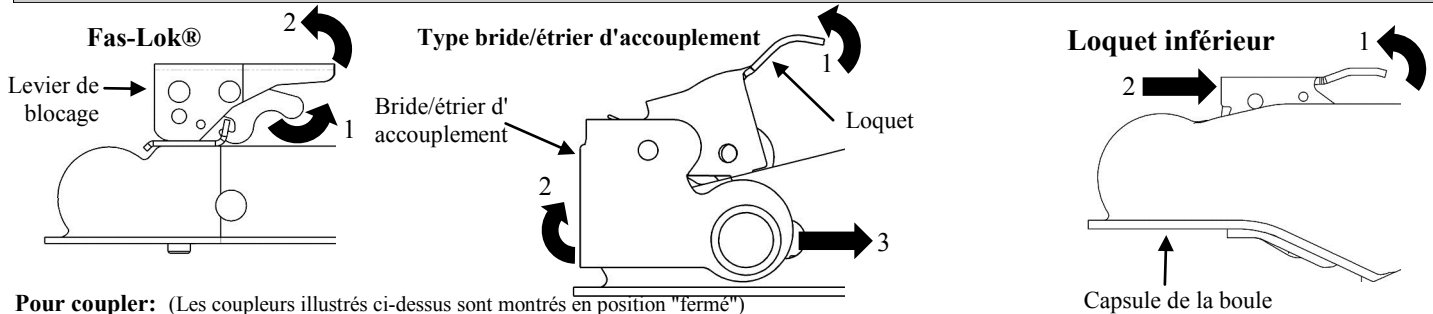 Fas-Lok®
2
Levier de
blocage
1
Type bride/étrier d'accouplement
1
Bride/étrier d'
accouplement
Loquet
2
3
Loquet inférieur
1
2
Capsule de la boule
Pour coupler: (Les coupleurs illustrés ci-dessus sont montrés en position "fermé")